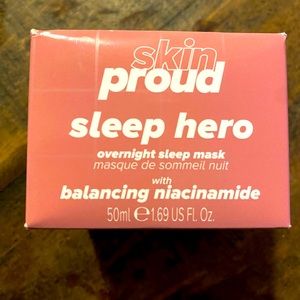 skin
proud
sleep hero
overnight sleep mask
masque de sommeil nuit
with
balancing niacinamide
50ml ℮1.69 US Fl. Oz.